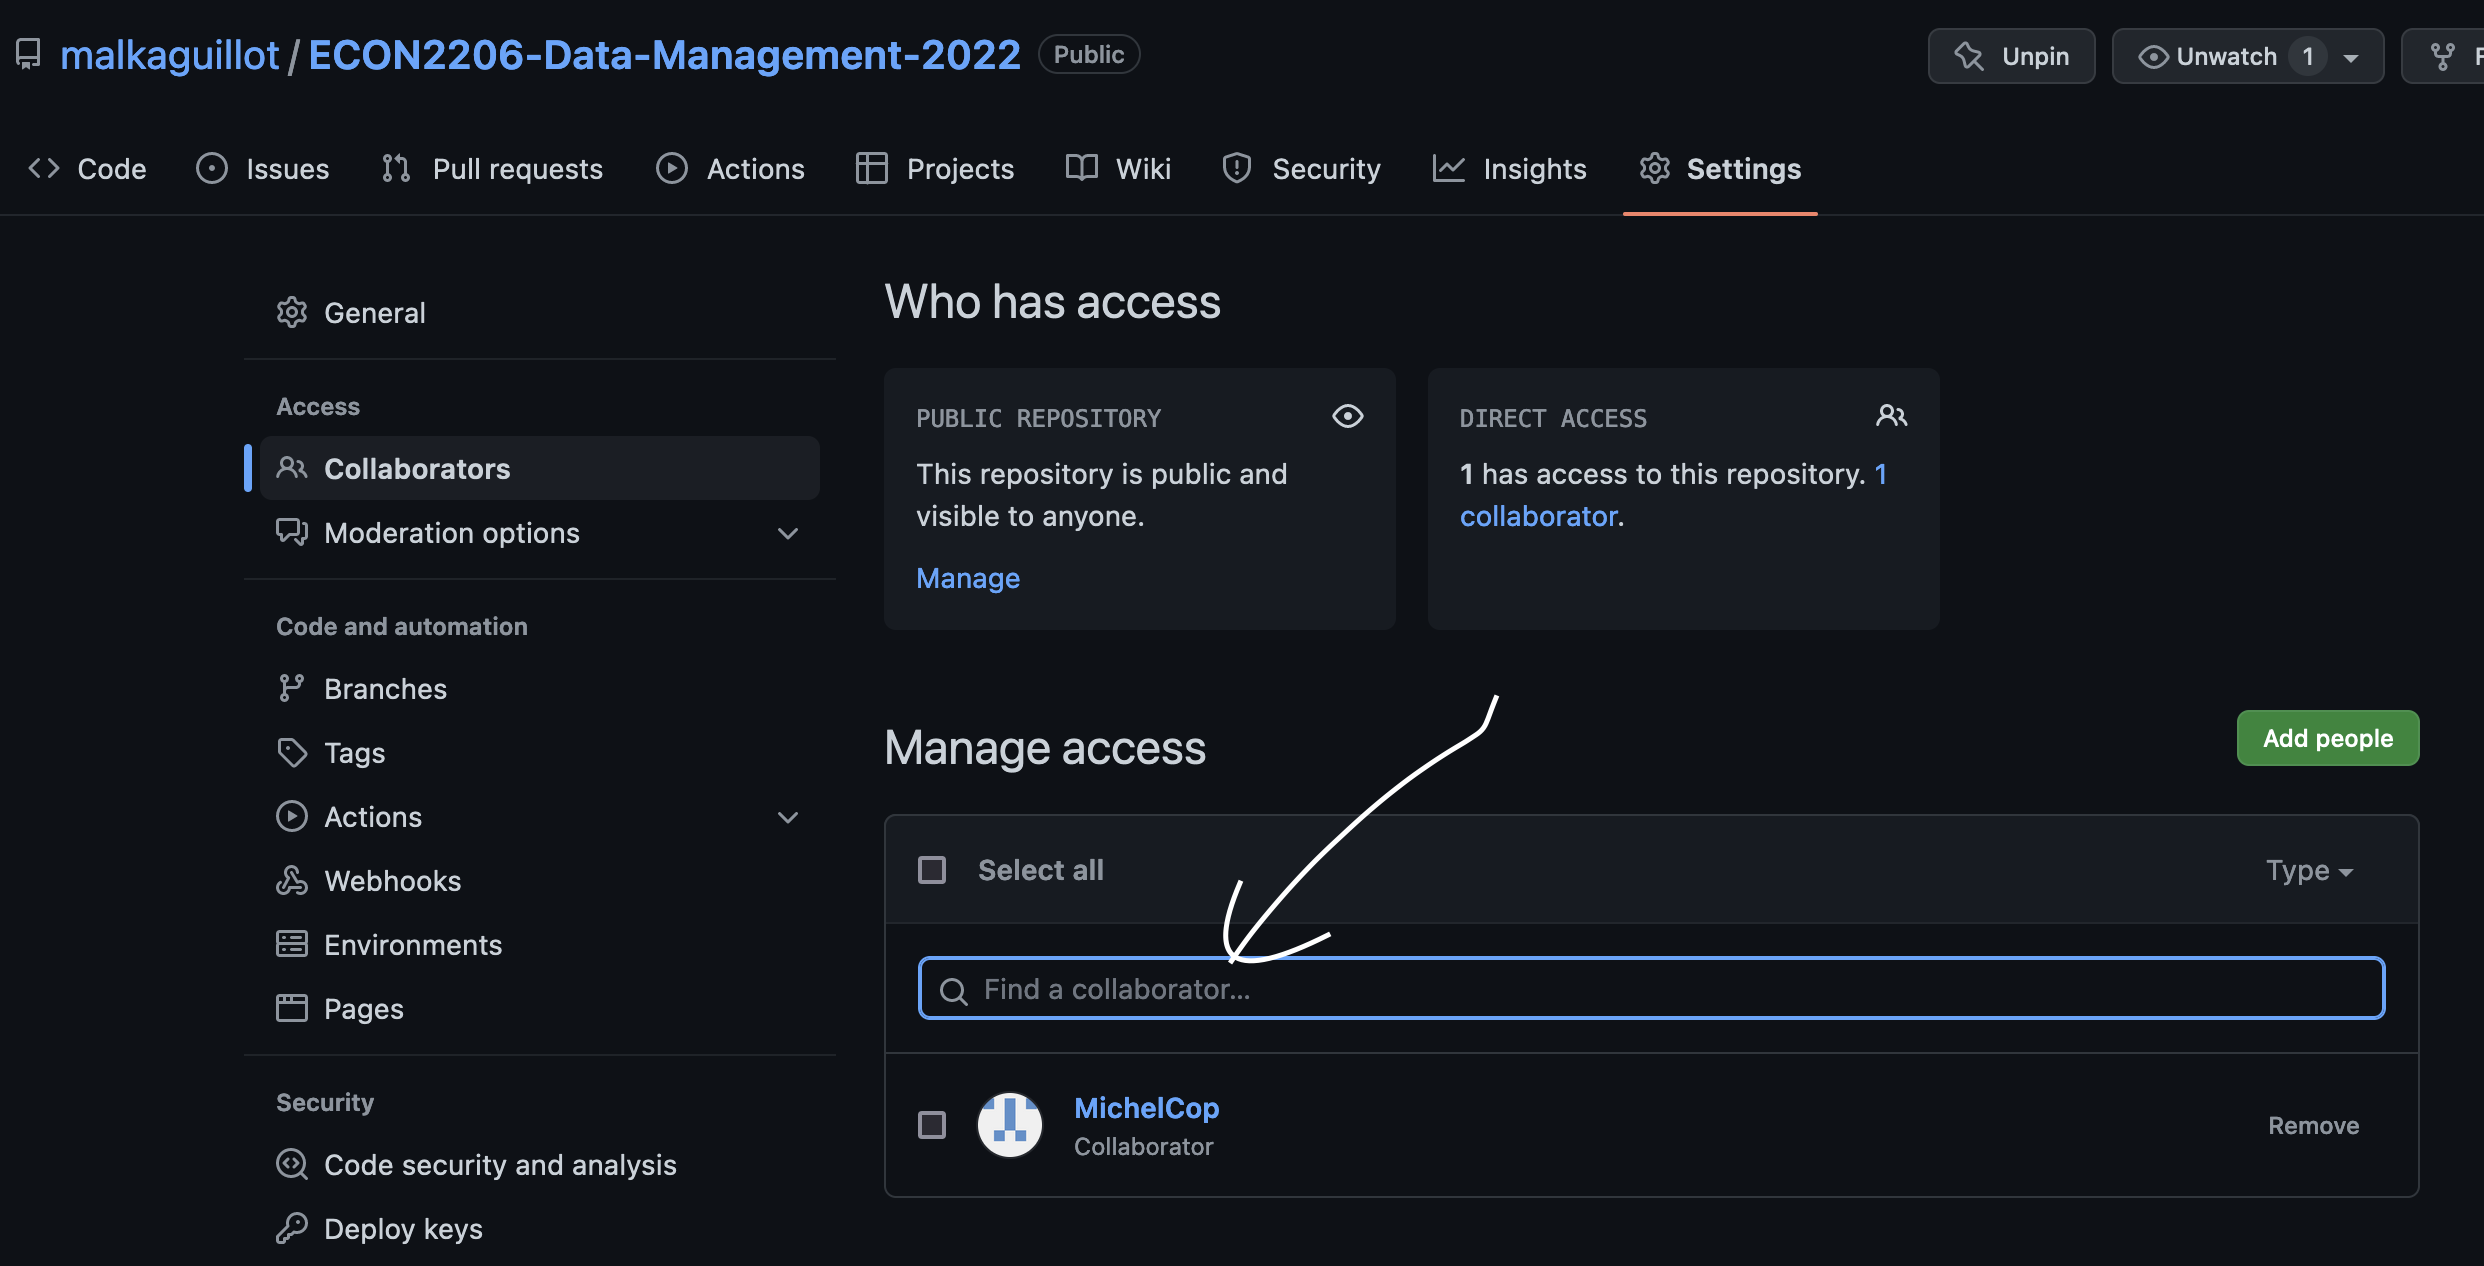 malkaguillot / ECON2206-Data-Management-2022 Public
Unpin
Unwatch 1
Code Issues Pull requests Actions Projects Wiki Security Insights Settings
General
Access
Collaborators
Moderation options
Code and automation
Branches
Tags
Actions
Webhooks
Environments
Pages
Security
Code security and analysis
Deploy keys
Who has access
PUBLIC REPOSITORY
This repository is public and
visible to anyone.
Manage
DIRECT ACCESS
1 has access to this repository. 1
collaborator.
Manage access
Add people
Select all
Type
Find a collaborator...
MichelCop
Collaborator
Remove